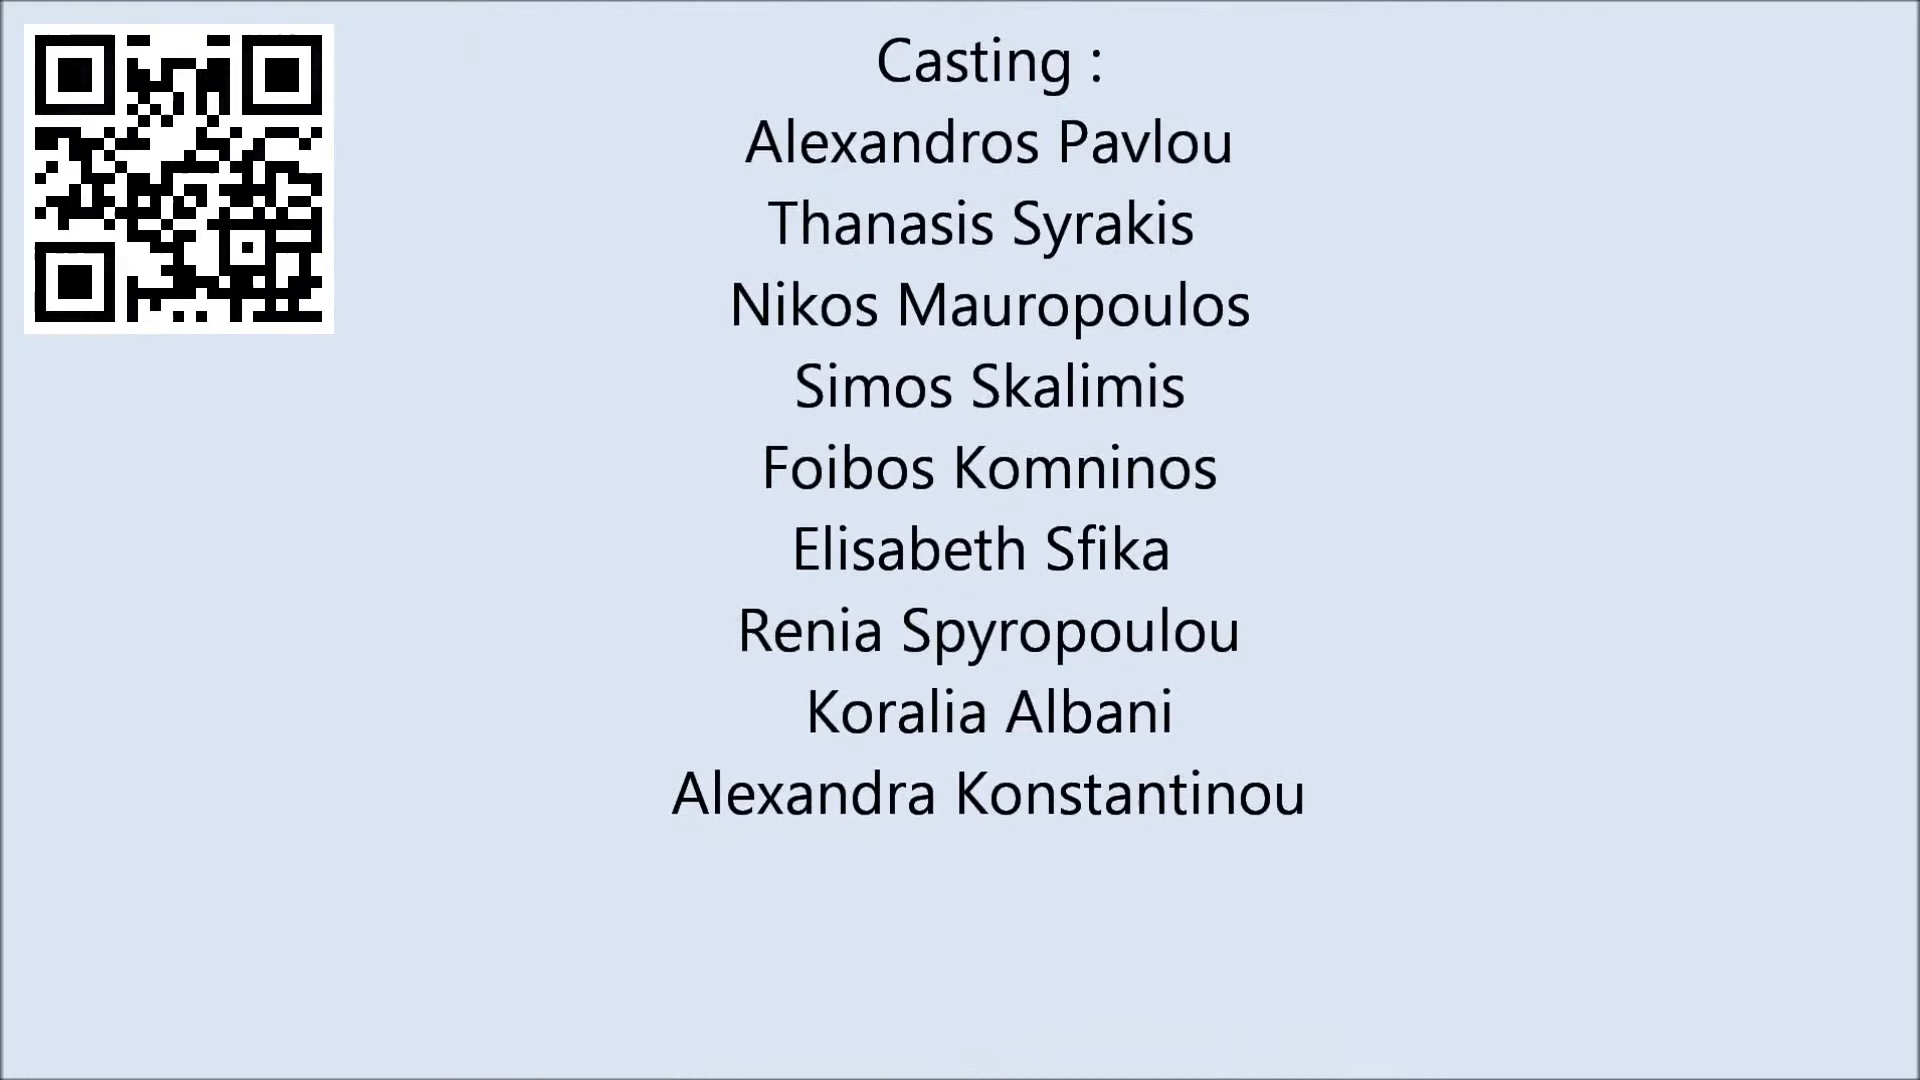 Casting :
Alexandros Pavlou
Thanasis Syrakis
Nikos Mauropoulos
Simos Skalimis
Foibos Komninos
Elisabeth Sfika
Renia Spyropoulou
Koralia Albani
Alexandra Konstantinou